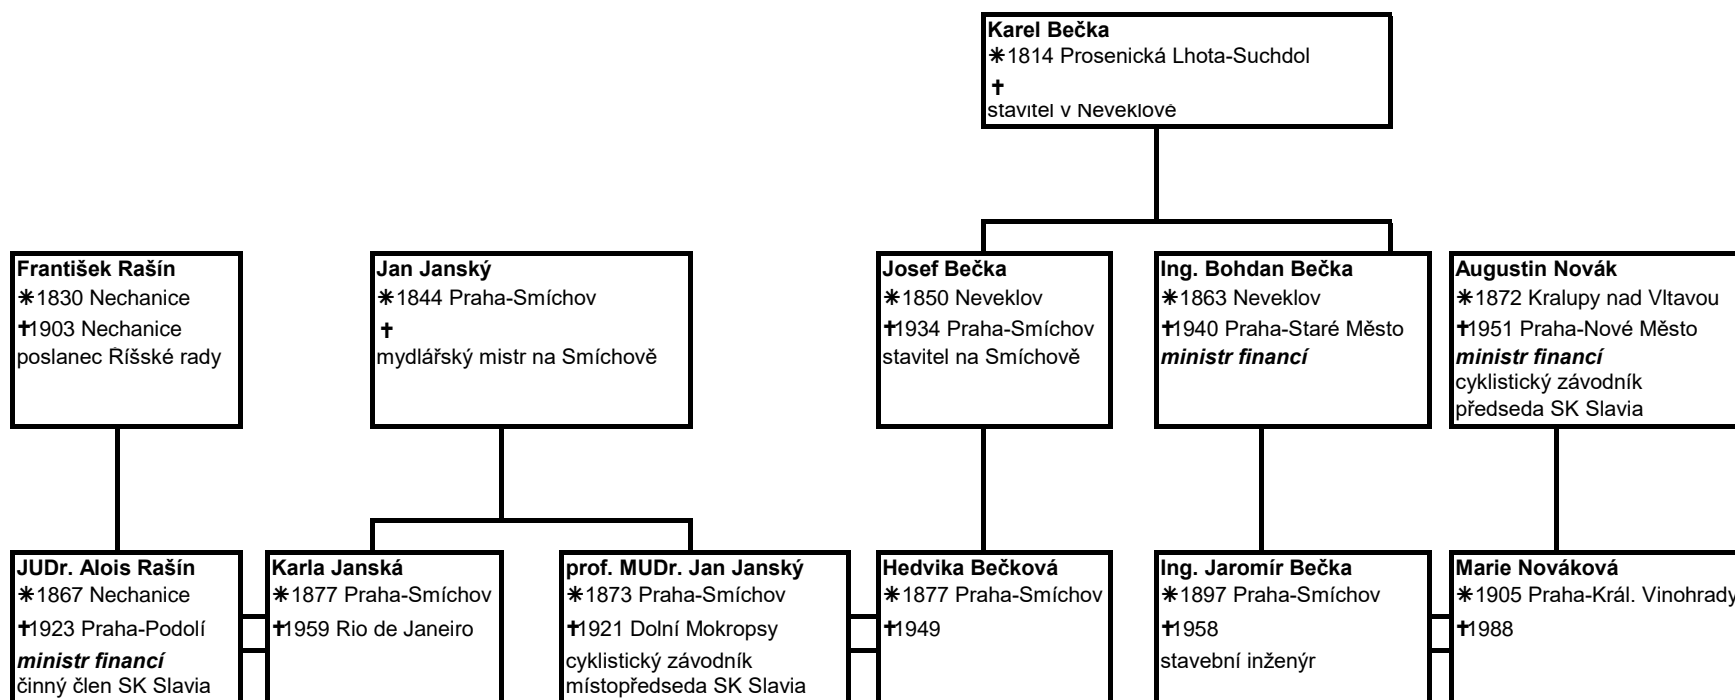 Karel Bečka
✳1814 Prosenická Lhota-Suchdol
✝
stavitel v Neveklově
František Rašín
✳1830 Nechanice
✝1903 Nechanice
poslanec Říšské rady
Jan Janský
✳1844 Praha-Smíchov
✝
mydlářský mistr na Smíchově
Josef Bečka
✳1850 Neveklov
✝1934 Praha-Smíchov
stavitel na Smíchově
Ing. Bohdan Bečka
✳1863 Neveklov
✝1940 Praha-Staré Město
ministr financí
Augustin Novák
✳1872 Kralupy nad Vltavou
✝1951 Praha-Nové Město
ministr financí
cyklistický závodník
předseda SK Slavia
JUDr. Alois Rašín
✳1867 Nechanice
✝1923 Praha-Podolí
ministr financí
činný člen SK Slavia
Karla Janská
✳1877 Praha-Smíchov
✝1959 Rio de Janeiro
prof. MUDr. Jan Janský
✳1873 Praha-Smíchov
✝1921 Dolní Mokropsy
cyklistický závodník
místopředseda SK Slavia
Hedvika Bečková
✳1877 Praha-Smíchov
✝1949
Ing. Jaromír Bečka
✳1897 Praha-Smíchov
✝1958
stavební inženýr
Marie Nováková
✳1905 Praha-Král. Vinohrady
✝1988